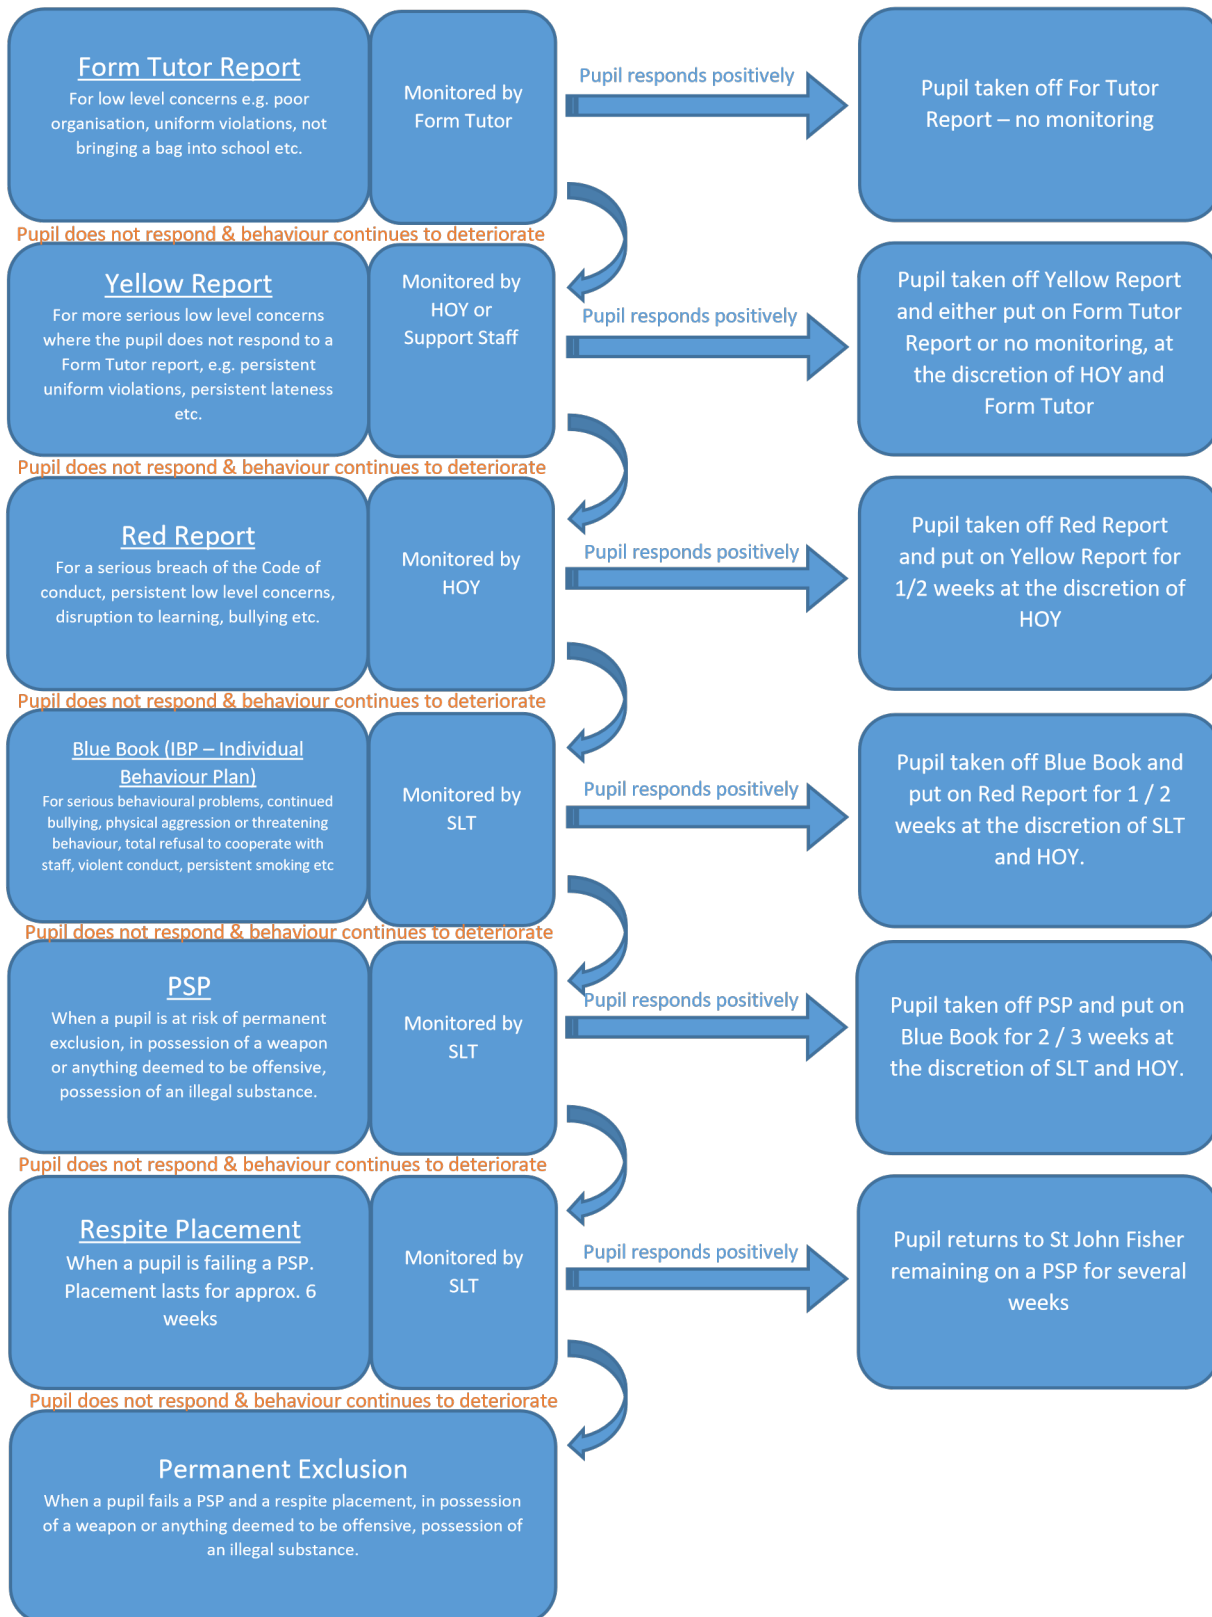 Form Tutor Report
For low level concerns e.g. poor
organisation, uniform violations, not
bringing a bag into school etc.
Monitored by
Form Tutor
Pupil responds positively
Pupil taken off For Tutor
Report – no monitoring
Pupil does not respond & behaviour continues to deteriorate
Yellow Report
For more serious low level concerns
where the pupil does not respond to a
Form Tutor report, e.g. persistent
uniform violations, persistent lateness
etc.
Monitored by
HOY or
Support Staff
Pupil responds positively
Pupil taken off Yellow Report
and either put on Form Tutor
Report or no monitoring, at
the discretion of HOY and
Form Tutor
Pupil does not respond & behaviour continues to deteriorate
Red Report
For a serious breach of the Code of
conduct, persistent low level concerns,
disruption to learning, bullying etc.
Monitored by
HOY
Pupil responds positively
Pupil taken off Red Report
and put on Yellow Report for
1/2 weeks at the discretion of
HOY
Pupil does not respond & behaviour continues to deteriorate
Blue Book (IBP – Individual
Behaviour Plan)
For serious behavioural problems, continued
bullying, physical aggression or threatening
behaviour, total refusal to cooperate with
staff, violent conduct, persistent smoking etc
Monitored by
SLT
Pupil responds positively
Pupil taken off Blue Book and
put on Red Report for 1 / 2
weeks at the discretion of SLT
and HOY.
Pupil does not respond & behaviour continues to deteriorate
PSP
When a pupil is at risk of permanent
exclusion, in possession of a weapon
or anything deemed to be offensive,
possession of an illegal substance.
Monitored by
SLT
Pupil responds positively
Pupil taken off PSP and put on
Blue Book for 2 / 3 weeks at
the discretion of SLT and HOY.
Pupil does not respond & behaviour continues to deteriorate
Respite Placement
When a pupil is failing a PSP.
Placement lasts for approx. 6
weeks
Monitored by
SLT
Pupil responds positively
Pupil returns to St John Fisher
remaining on a PSP for several
weeks
Pupil does not respond & behaviour continues to deteriorate
Permanent Exclusion
When a pupil fails a PSP and a respite placement, in possession
of a weapon or anything deemed to be offensive, possession of
an illegal substance.